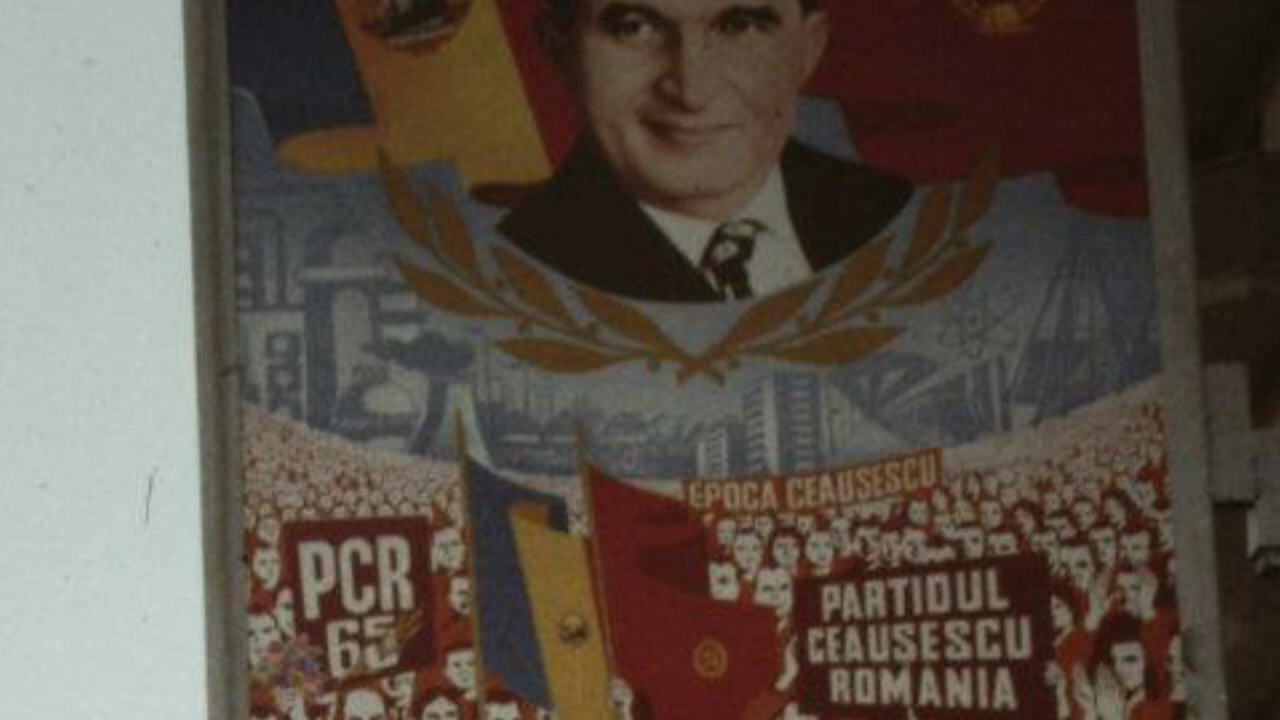 EPOCA CEAUSESCU
PCR
65
PARTIDUL
CEAUSESCU
ROMANIA